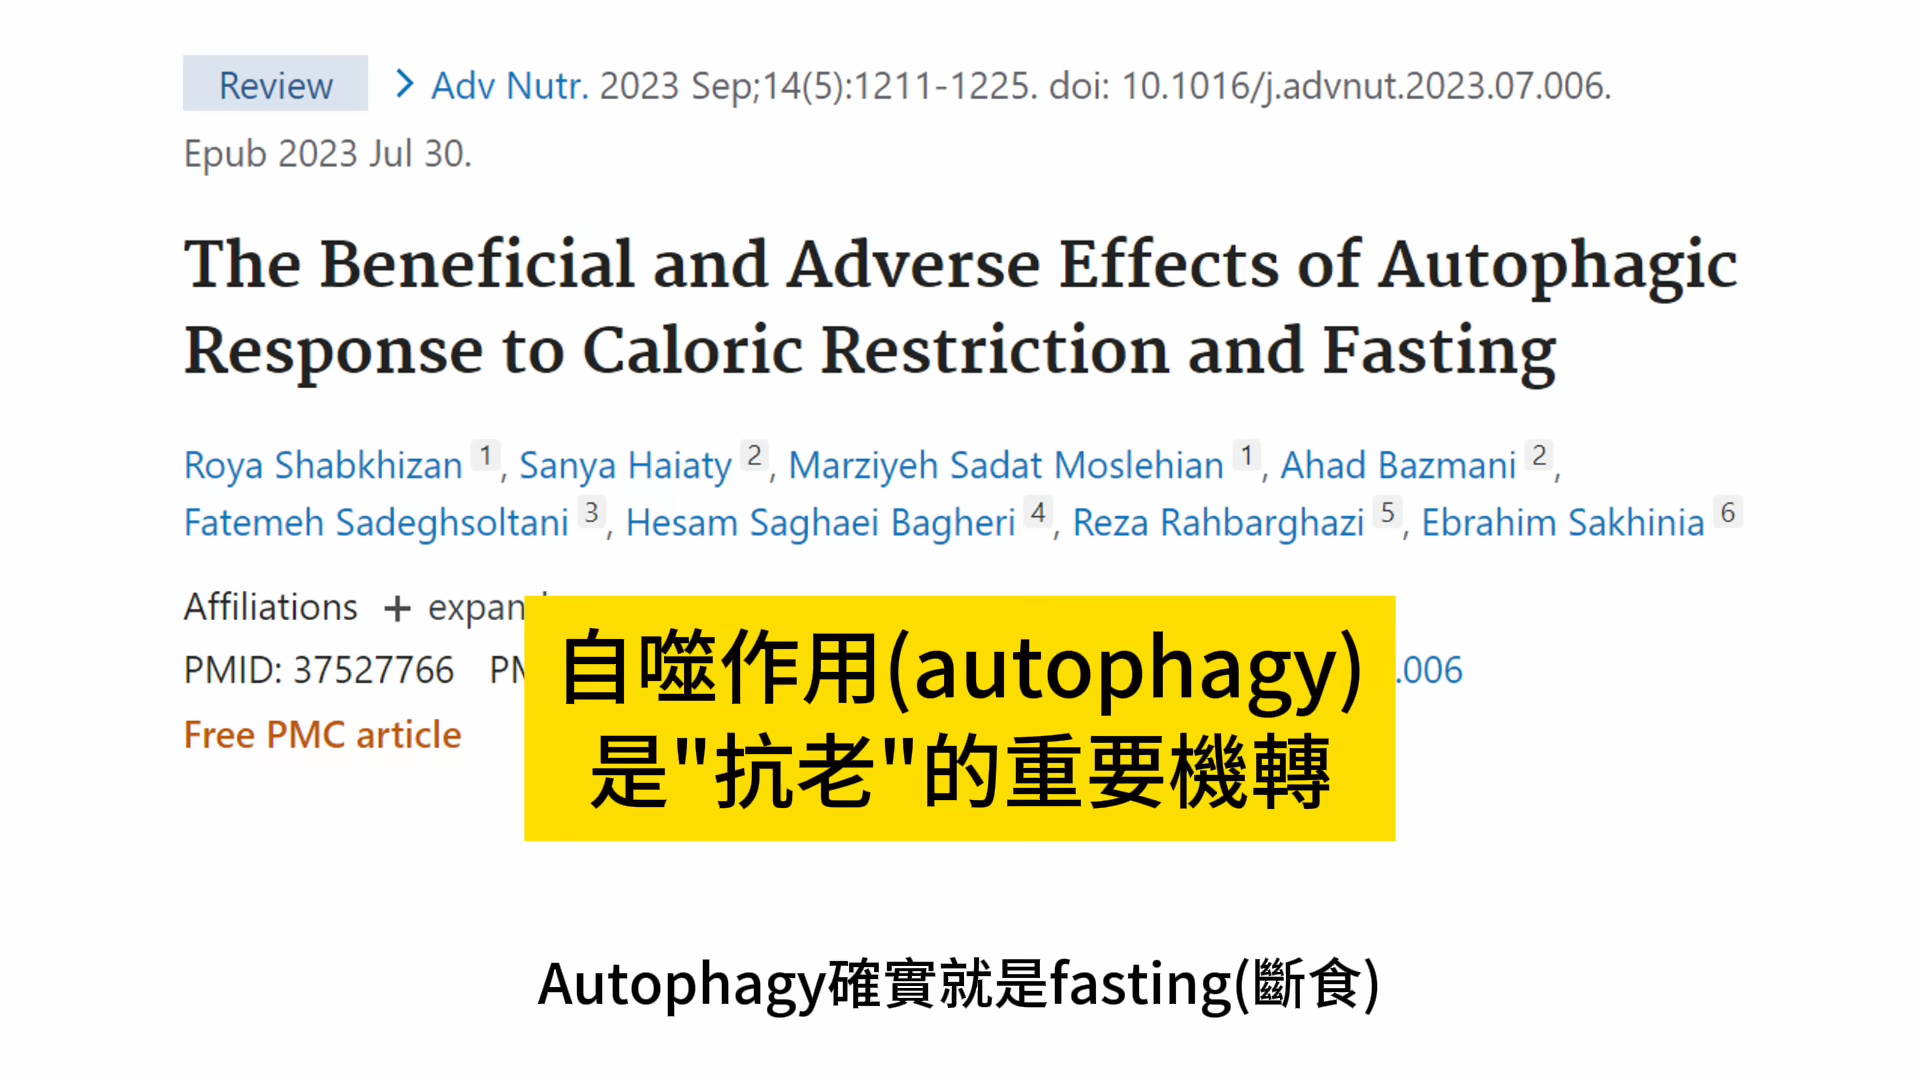 Review > Adv Nutr. 2023 Sep;14(5):1211-1225. doi: 10.1016/j.advnut.2023.07.006.
Epub 2023 Jul 30.
The Beneficial and Adverse Effects of Autophagic
Response to Caloric Restriction and Fasting
Roya Shabkhizan 1, Sanya Haiaty 2, Marziyeh Sadat Moslehian 1, Ahad Bazmani 2,
Fatemeh Sadeghsoltani 3, Hesam Saghaei Bagheri 4, Reza Rahbarghazi 5, Ebrahim Sakhinia 6
Affiliations + expand
PMID: 37527766 .006
Free PMC article
自噬作用(autophagy)
是"抗老"的重要機轉
Autophagy確實就是fasting(斷食)